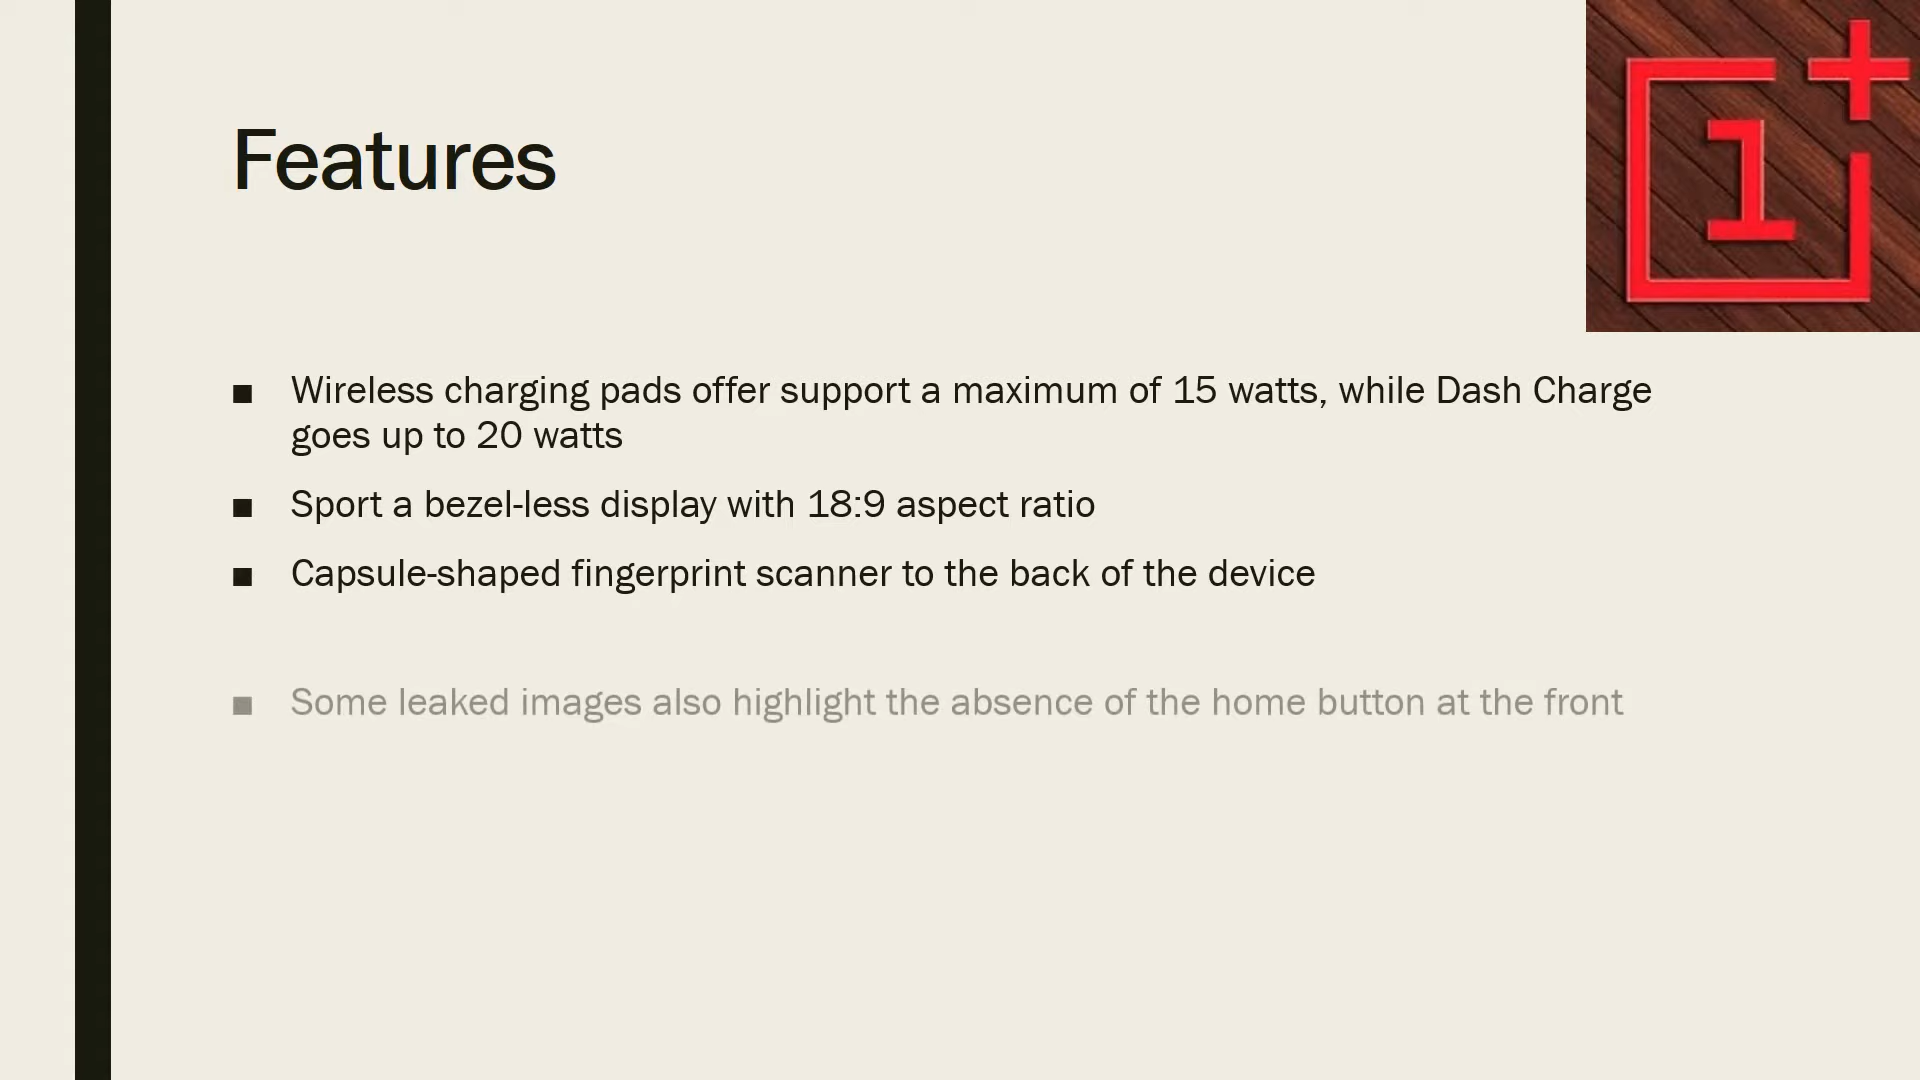 Features
1+
■ Wireless charging pads offer support a maximum of 15 watts, while Dash Charge
goes up to 20 watts
■ Sport a bezel-less display with 18:9 aspect ratio
■ Capsule-shaped fingerprint scanner to the back of the device
■ Some leaked images also highlight the absence of the home button at the front